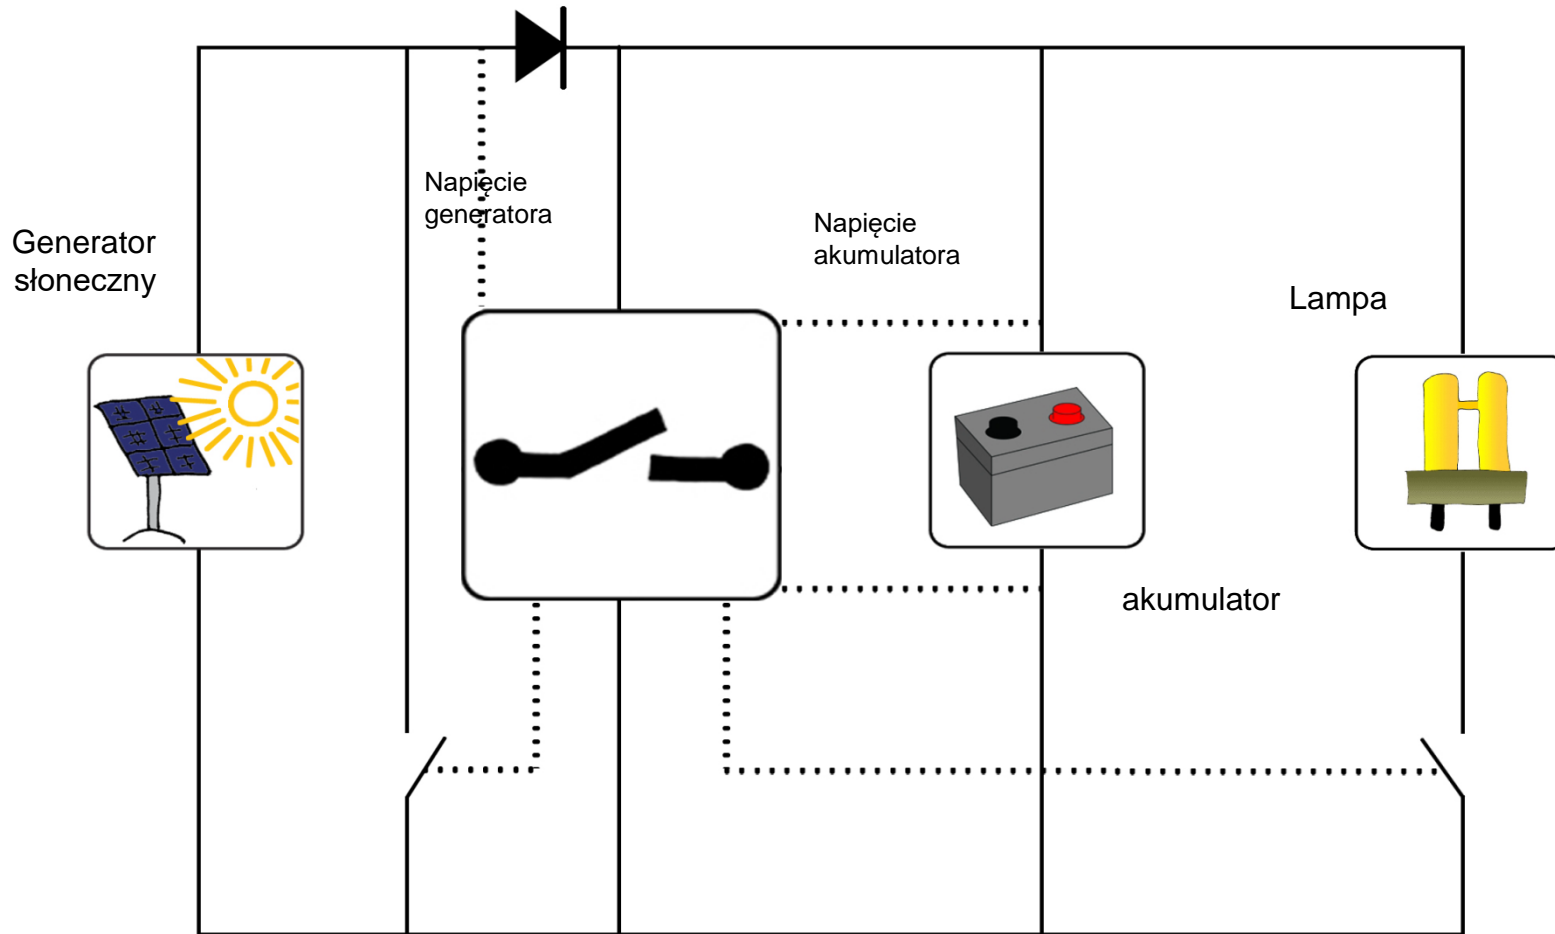 Napięcie
generatora
Napięcie
akumulatora
Generator
słoneczny
Lampa
akumulator